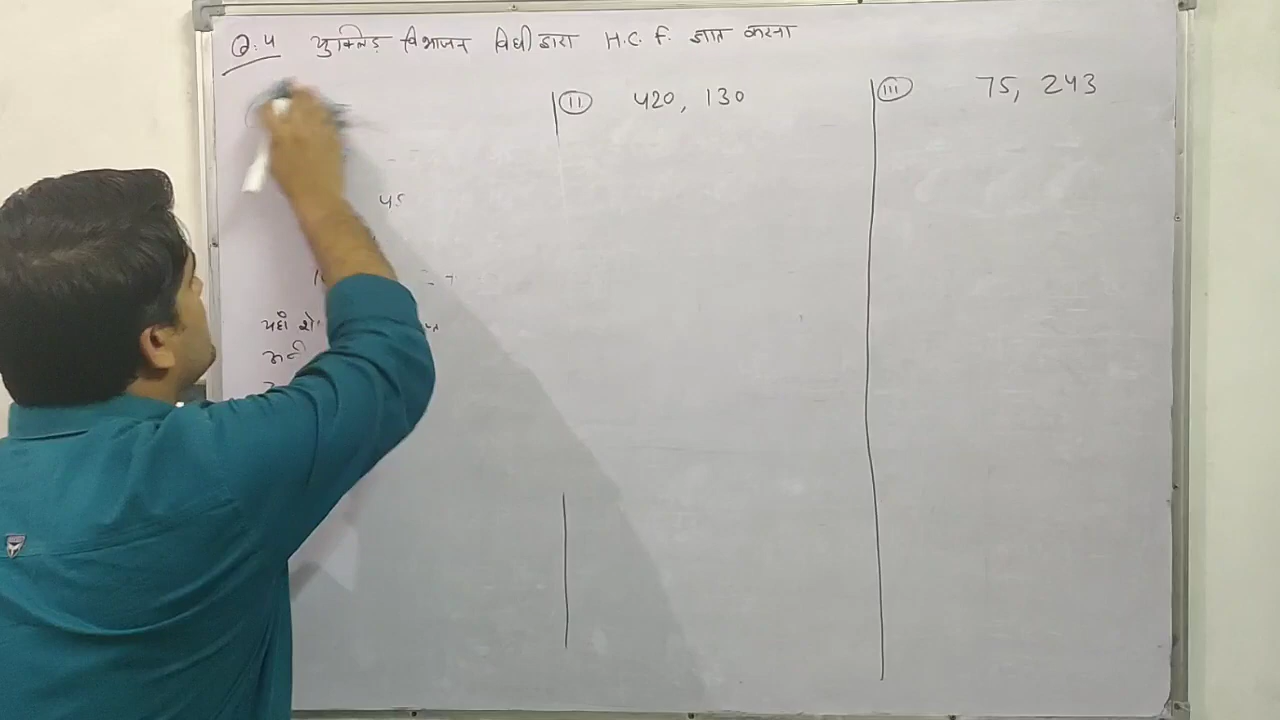 Q.4 युक्लिड विभाजन विधी द्वारा H.C.F. ज्ञात करना
(ii) 420, 130
(iii) 75, 243
45
यहाँ